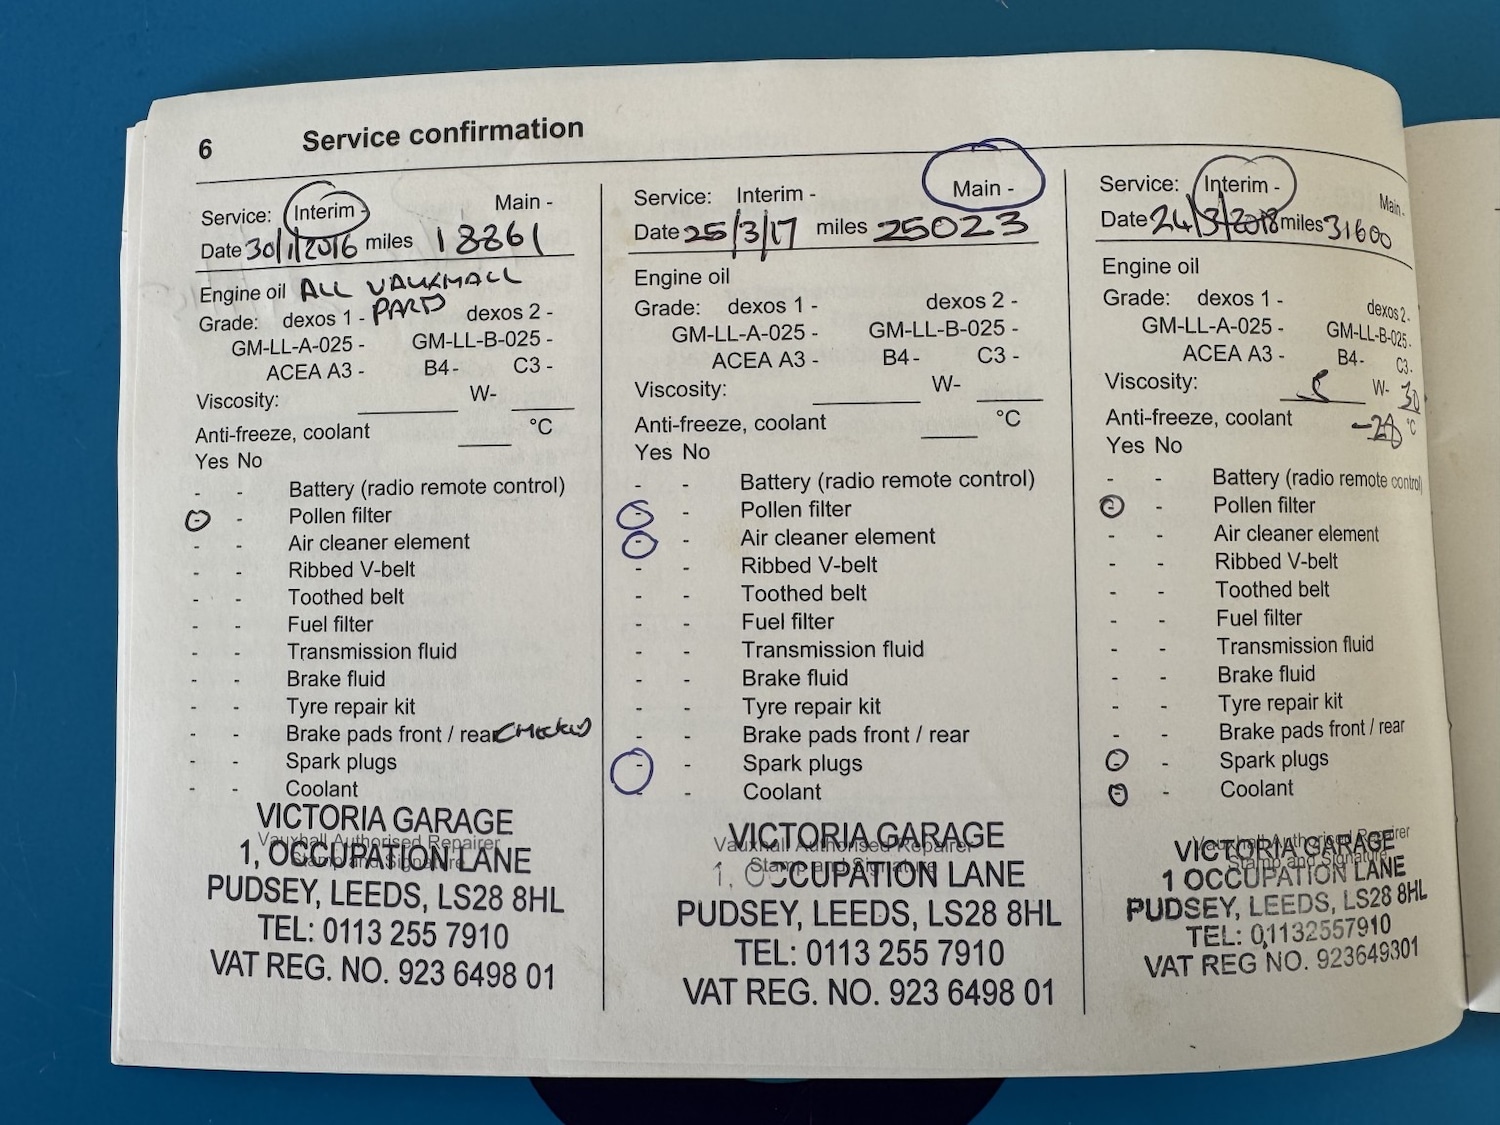 6 Service confirmation
Service: Interim - Main -
Date 30/1/2016 miles 18861
Engine oil ALL VAUXHALL
PARTS
Grade: dexos 1 - dexos 2 -
GM-LL-A-025 - GM-LL-B-025 -
ACEA A3 - B4- C3 -
Viscosity: W-
Anti-freeze, coolant °C
Yes No
- - Battery (radio remote control)
- - Pollen filter
- - Air cleaner element
- - Ribbed V-belt
- - Toothed belt
- - Fuel filter
- - Transmission fluid
- - Brake fluid
- - Tyre repair kit
- - Brake pads front / rear CHECKED
- - Spark plugs
- - Coolant
Vauxhall Authorised Repairer
Stamp and Signature
VICTORIA GARAGE
1, OCCUPATION LANE
PUDSEY, LEEDS, LS28 8HL
TEL: 0113 255 7910
VAT REG. NO. 923 6498 01
Service: Interim - Main -
Date 25/3/17 miles 25023
Engine oil
Grade: dexos 1 - dexos 2 -
GM-LL-A-025 - GM-LL-B-025 -
ACEA A3 - B4 - C3 -
Viscosity: W-
Anti-freeze, coolant °C
Yes No
- - Battery (radio remote control)
- - Pollen filter
- - Air cleaner element
- - Ribbed V-belt
- - Toothed belt
- - Fuel filter
- - Transmission fluid
- - Brake fluid
- - Tyre repair kit
- - Brake pads front / rear
- - Spark plugs
- - Coolant
Vauxhall Authorised Repairer
Stamp and Signature
VICTORIA GARAGE
1, OCCUPATION LANE
PUDSEY, LEEDS, LS28 8HL
TEL: 0113 255 7910
VAT REG. NO. 923 6498 01
Service: Interim - Main -
Date 24/3/2018 miles 31600
Engine oil
Grade: dexos 1 - dexos 2 -
GM-LL-A-025 - GM-LL-B-025 -
ACEA A3 - B4- C3 -
Viscosity: 5 W- 30
Anti-freeze, coolant °C
Yes No
- - Battery (radio remote control)
- - Pollen filter
- - Air cleaner element
- - Ribbed V-belt
- - Toothed belt
- - Fuel filter
- - Transmission fluid
- - Brake fluid
- - Tyre repair kit
- - Brake pads front / rear
- - Spark plugs
- - Coolant
Vauxhall Authorised Repairer
Stamp and Signature
VICTORIA GARAGE
1 OCCUPATION LANE
PUDSEY, LEEDS, LS28 8HL
TEL: 01132557910
VAT REG NO. 923649301